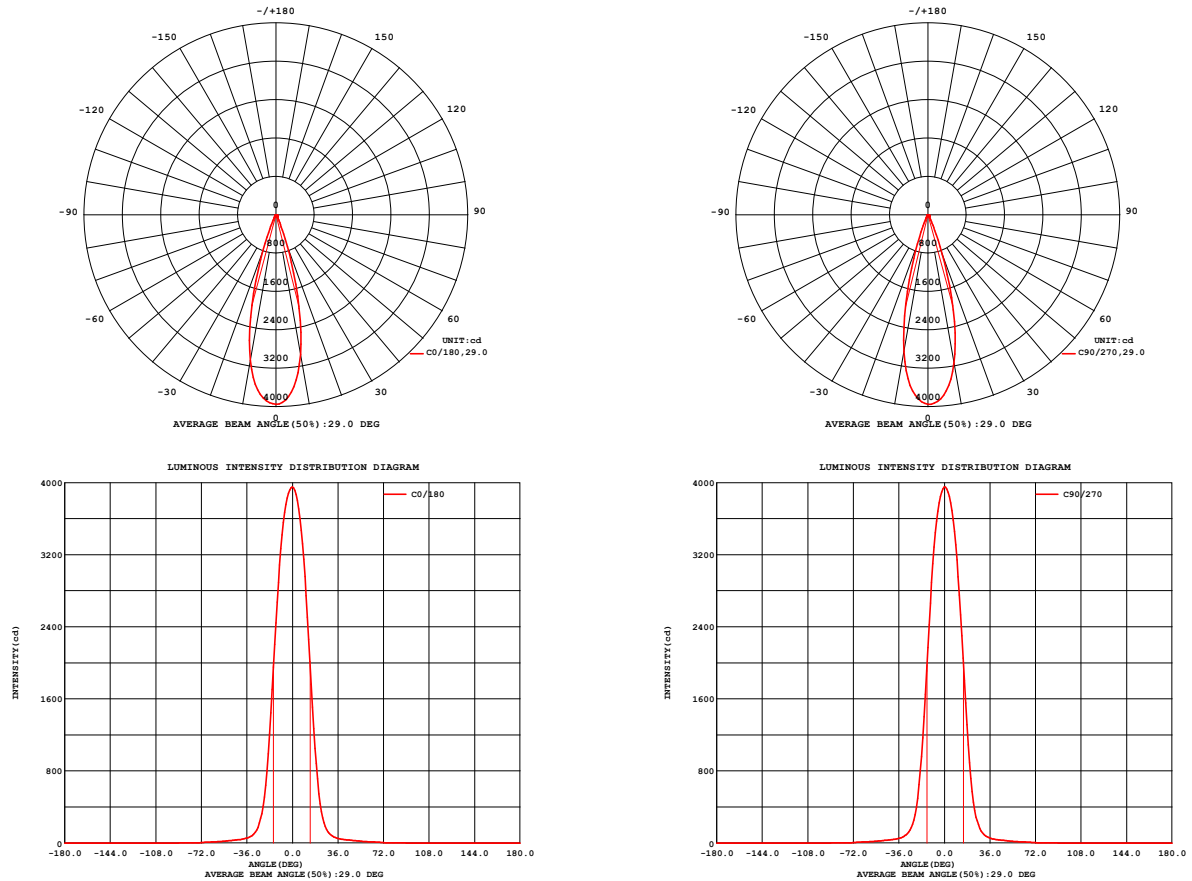 -/+180
-150 150
-120 120
-90 90
-60 60
-30 30
0
800
1600
2400
3200
4000
0
UNIT:cd
C0/180,29.0
AVERAGE BEAM ANGLE(50%):29.0 DEG
-/+180
-150 150
-120 120
-90 90
-60 60
-30 30
0
800
1600
2400
3200
4000
0
UNIT:cd
C90/270,29.0
AVERAGE BEAM ANGLE(50%):29.0 DEG
LUMINOUS INTENSITY DISTRIBUTION DIAGRAM
C0/180
4000
3200
2400
1600
800
0
INTENSITY(cd)
-180.0 -144.0 -108.0 -72.0 -36.0 0.0 36.0 72.0 108.0 144.0 180.0
ANGLE(DEG)
AVERAGE BEAM ANGLE(50%):29.0 DEG
LUMINOUS INTENSITY DISTRIBUTION DIAGRAM
C90/270
4000
3200
2400
1600
800
0
INTENSITY(cd)
-180.0 -144.0 -108.0 -72.0 -36.0 0.0 36.0 72.0 108.0 144.0 180.0
ANGLE(DEG)
AVERAGE BEAM ANGLE(50%):29.0 DEG